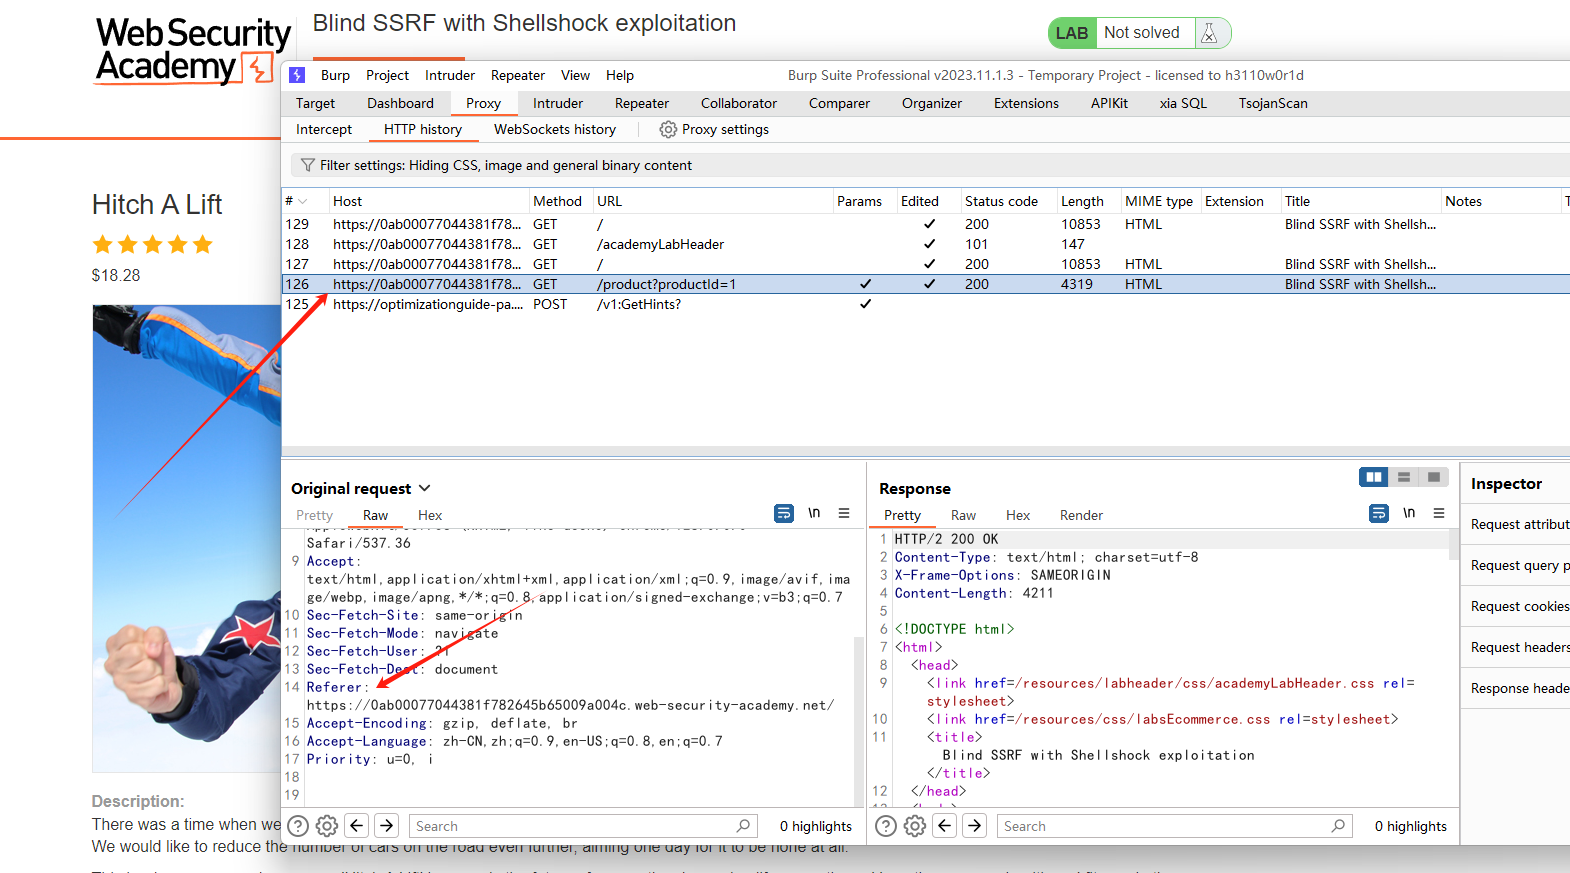 Web Security
Academy
Blind SSRF with Shellshock exploitation
LAB Not solved
Burp Project Intruder Repeater View Help
Burp Suite Professional v2023.11.1.3 - Temporary Project - licensed to h3110w0r1d
Target Dashboard Proxy Intruder Repeater Collaborator Comparer Organizer Extensions APIKit xia SQL TsojanScan
Intercept HTTP history WebSockets history Proxy settings
Filter settings: Hiding CSS, image and general binary content
# Host Method URL Params Edited Status code Length MIME type Extension Title Notes
129 https://0ab00077044381f78... GET / ✓ 200 10853 HTML Blind SSRF with Shellsh...
128 https://0ab00077044381f78... GET /academyLabHeader ✓ 101 147
127 https://0ab00077044381f78... GET / ✓ 200 10853 HTML Blind SSRF with Shellsh...
126 https://0ab00077044381f78... GET /product?productId=1 ✓ ✓ 200 4319 HTML Blind SSRF with Shellsh...
125 https://optimizationguide-pa.... POST /v1:GetHints? ✓
Hitch A Lift
$18.28
Description:
There was a time when we
We would like to reduce the number of cars on the road even further, aiming one day for it to be none at all.
Original request
Pretty Raw Hex
\n
Safari/537.36
9 Accept:
text/html,application/xhtml+xml,application/xml;q=0.9,image/avif,ima
ge/webp,image/apng,*/*;q=0.8,application/signed-exchange;v=b3;q=0.7
10 Sec-Fetch-Site: same-origin
11 Sec-Fetch-Mode: navigate
12 Sec-Fetch-User: ?1
13 Sec-Fetch-Dest: document
14 Referer:
https://0ab00077044381f782645b65009a004c.web-security-academy.net/
15 Accept-Encoding: gzip, deflate, br
16 Accept-Language: zh-CN,zh;q=0.9,en-US;q=0.8,en;q=0.7
17 Priority: u=0, i
18
19
Search 0 highlights
Response
Pretty Raw Hex Render
\n
1 HTTP/2 200 OK
2 Content-Type: text/html; charset=utf-8
3 X-Frame-Options: SAMEORIGIN
4 Content-Length: 4211
5
6 <!DOCTYPE html>
7 <html>
8 <head>
9 <link href=/resources/labheader/css/academyLabHeader.css rel=
stylesheet>
10 <link href=/resources/css/labsEcommerce.css rel=stylesheet>
11 <title>
Blind SSRF with Shellshock exploitation
</title>
12 </head>
Search 0 highlights
Inspector
Request attribut
Request query p
Request cookies
Request headers
Response heade